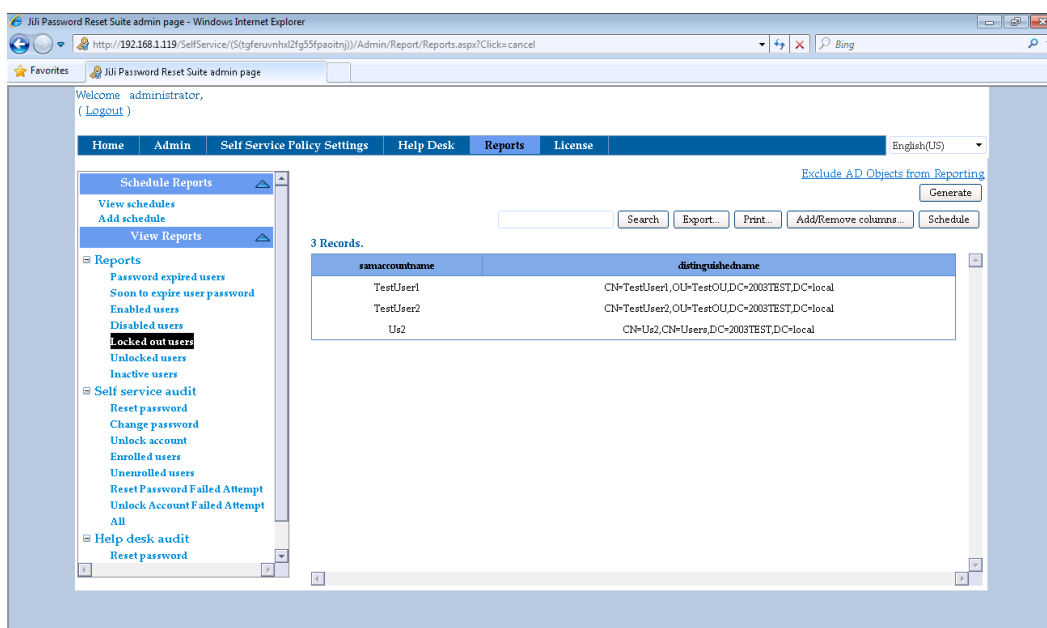 JiJi Password Reset Suite admin page - Windows Internet Explorer
http://192.168.1.119/SelfService/(S(tgferuvnhxl2fg55fpaoitnj))/Admin/Report/Reports.aspx?Click=cancel
Bing
Favorites
JiJi Password Reset Suite admin page
Welcome administrator,
( Logout )
Home Admin Self Service Policy Settings Help Desk Reports License English(US)
Exclude AD Objects from Reporting
Generate
Search Export... Print... Add/Remove columns... Schedule
Schedule Reports
View schedules
Add schedule
View Reports
Reports
Password expired users
Soon to expire user password
Enabled users
Disabled users
Locked out users
Unlocked users
Inactive users
Self service audit
Reset password
Change password
Unlock account
Enrolled users
Unenrolled users
Reset Password Failed Attempt
Unlock Account Failed Attempt
All
Help desk audit
Reset password
3 Records.
samaccountname distinguishedname
TestUser1 CN=TestUser1,OU=TestOU,DC=2003TEST,DC=local
TestUser2 CN=TestUser2,OU=TestOU,DC=2003TEST,DC=local
Us2 CN=Us2,CN=Users,DC=2003TEST,DC=local